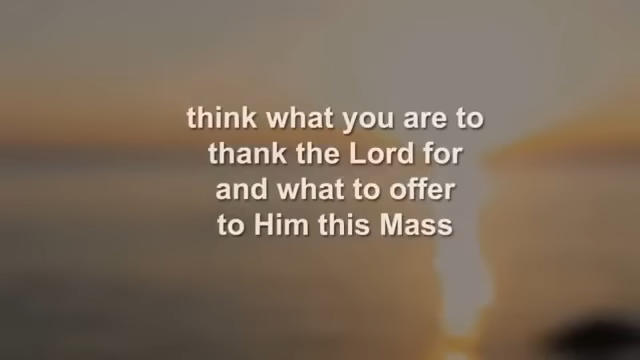 think what you are to
thank the Lord for
and what to offer
to Him this Mass